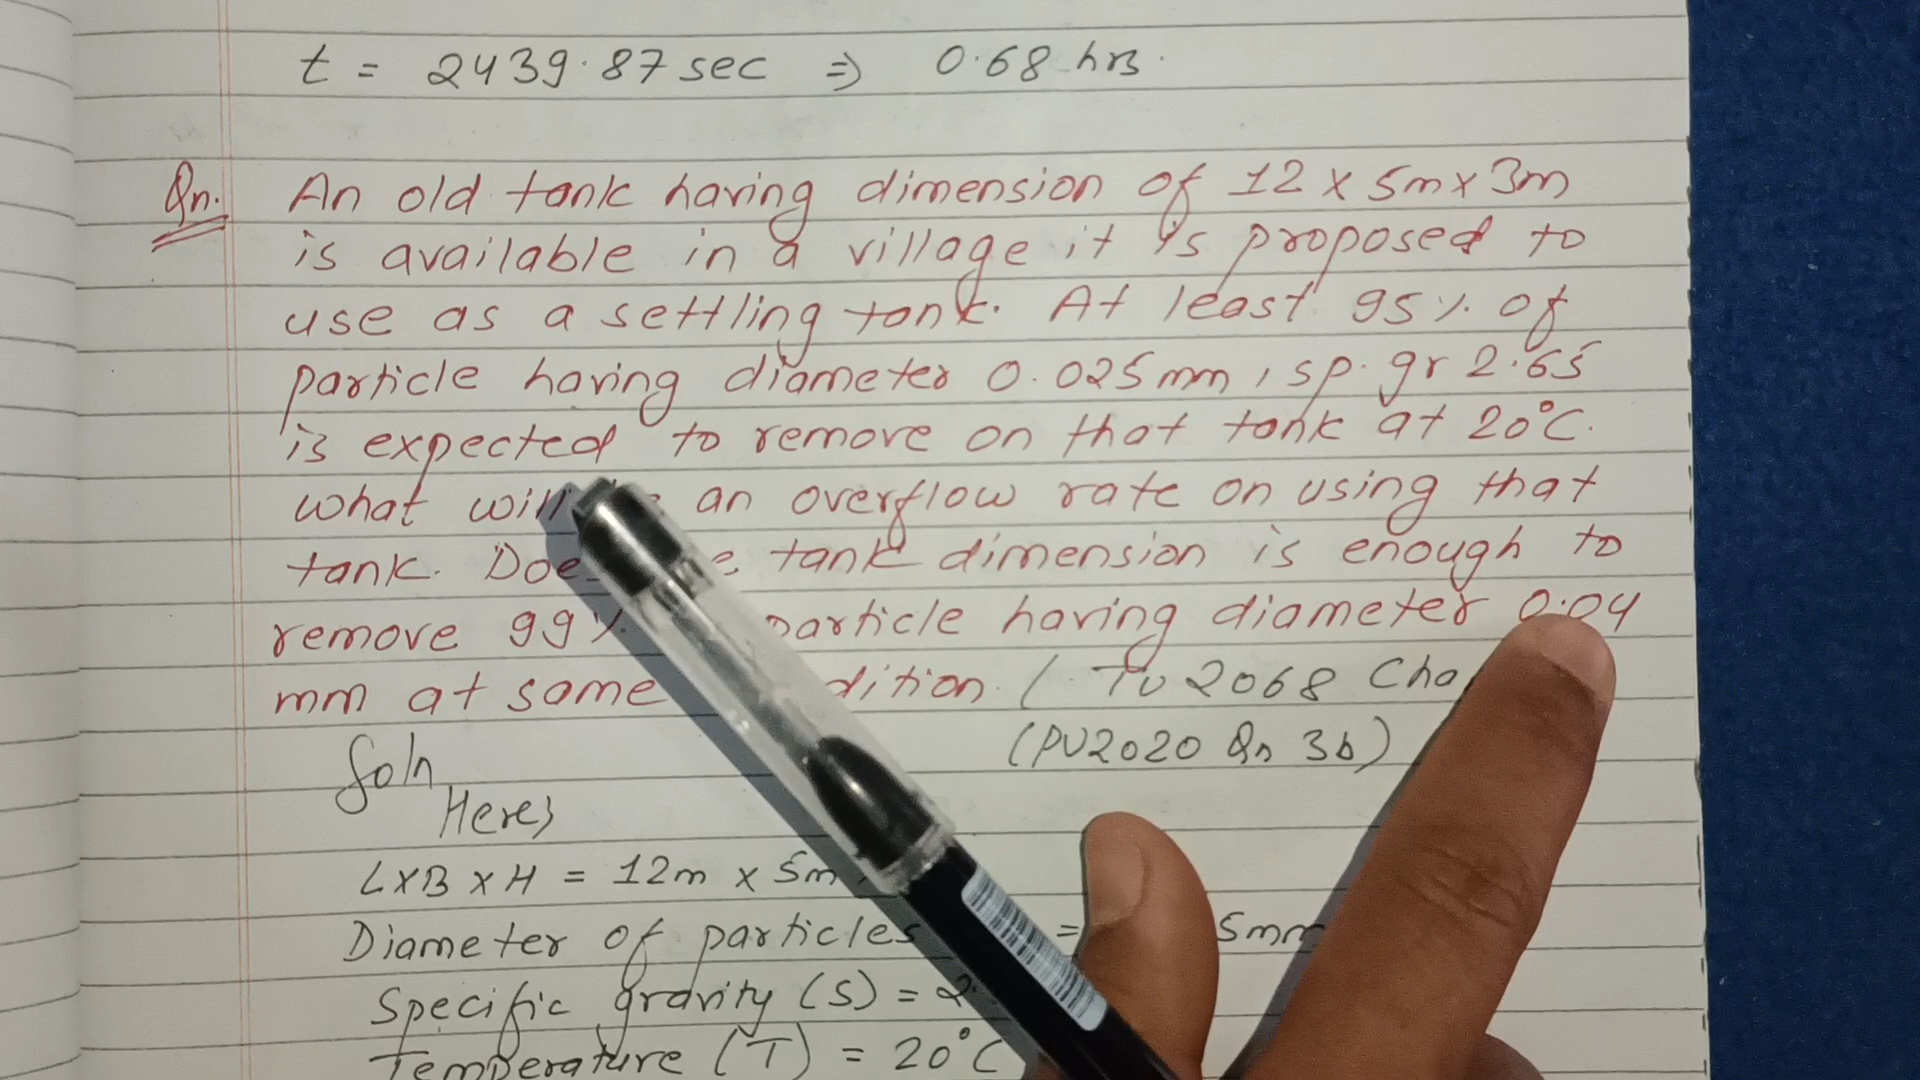 t = 2439.87 sec ⇒ 0.68 hrs.
Qn. An old tank having dimension of 12 x 5m x 3m
is available in a village it is proposed to
use as a settling tank. At least 95%. of
particle having diameter 0.025mm, sp. gr 2.65
is expected to remove on that tank at 20°C.
What will an overflow rate on using that
tank. tank dimension is enough to
remove 99%. particle having diameter 0.04
mm at same (TU 2068
Soln (PU2020 Qn 3b)
Here,
LXB x H = 12m x 5m
Diameter of particles = 5mm
Specific gravity (S) = 2.
Temperature (T) = 20°C